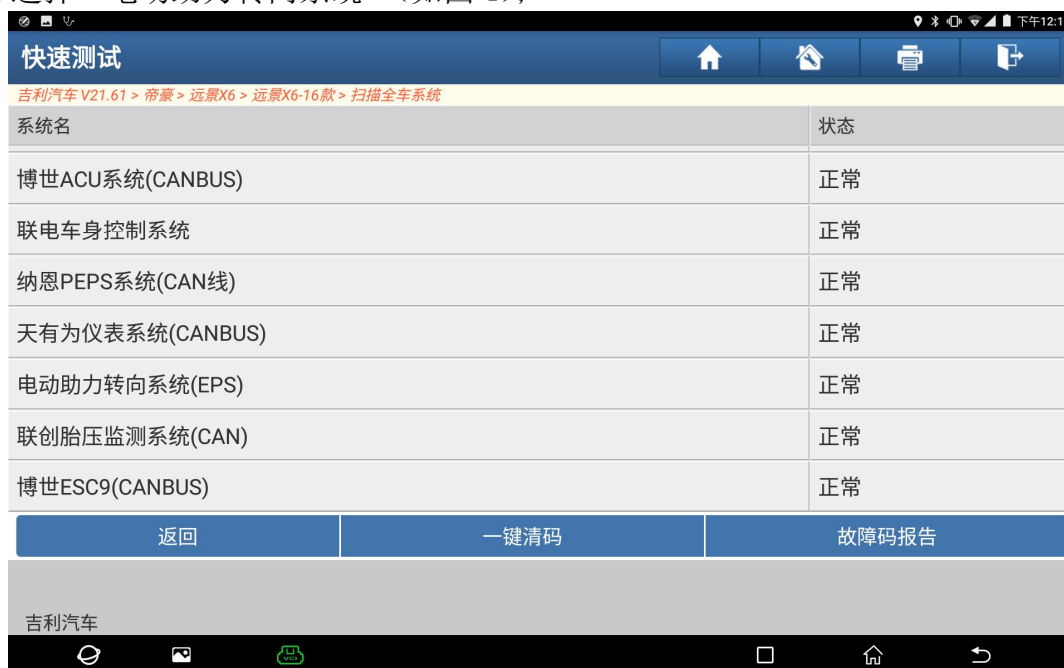 下午12:1
快速测试
吉利汽车 V21.61 > 帝豪 > 远景X6 > 远景X6-16款 > 扫描全车系统
系统名 状态
博世ACU系统(CANBUS) 正常
联电车身控制系统 正常
纳恩PEPS系统(CAN线) 正常
天有为仪表系统(CANBUS) 正常
电动助力转向系统(EPS) 正常
联创胎压监测系统(CAN) 正常
博世ESC9(CANBUS) 正常
返回 一键清码 故障码报告
吉利汽车
VCI